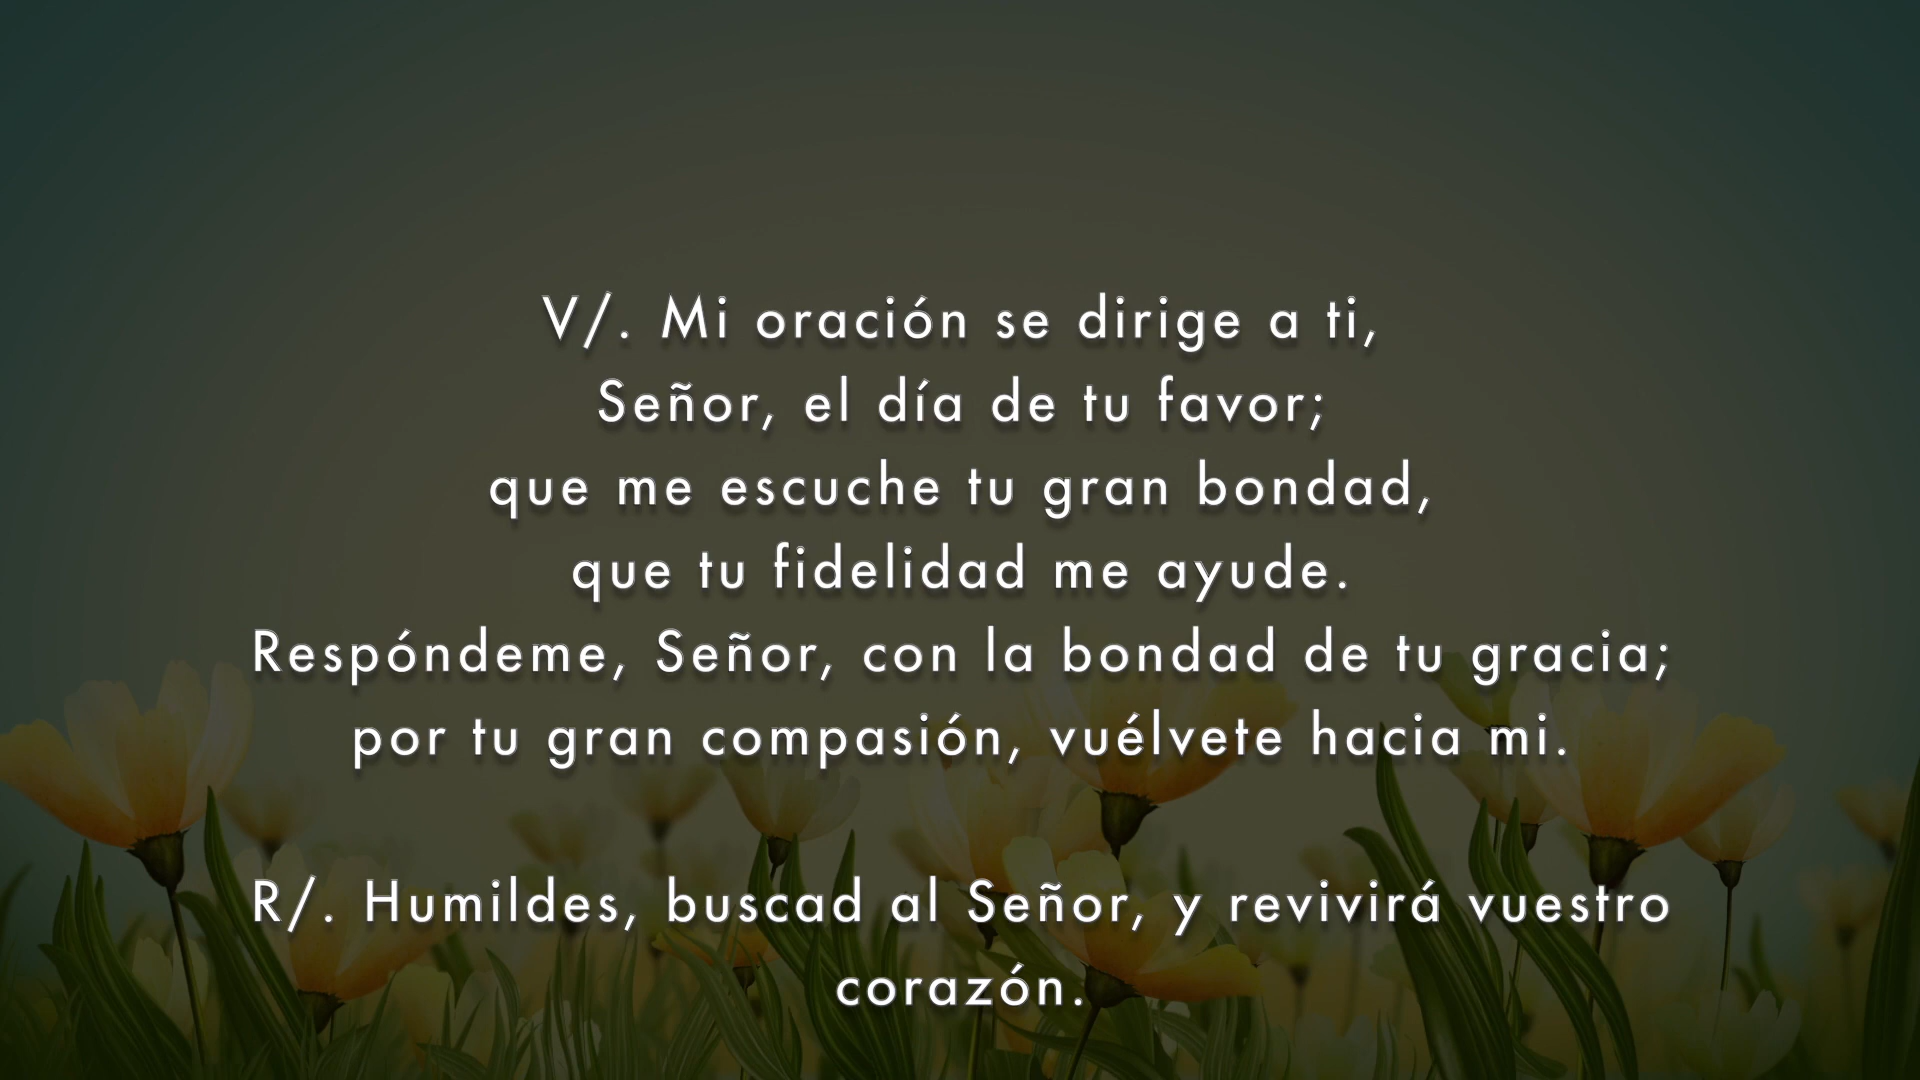 V/. Mi oración se dirige a ti,
Señor, el día de tu favor;
que me escuche tu gran bondad,
que tu fidelidad me ayude.
Respóndeme, Señor, con la bondad de tu gracia;
por tu gran compasión, vuélvete hacia mi.
R/. Humildes, buscad al Señor, y revivirá vuestro
corazón.